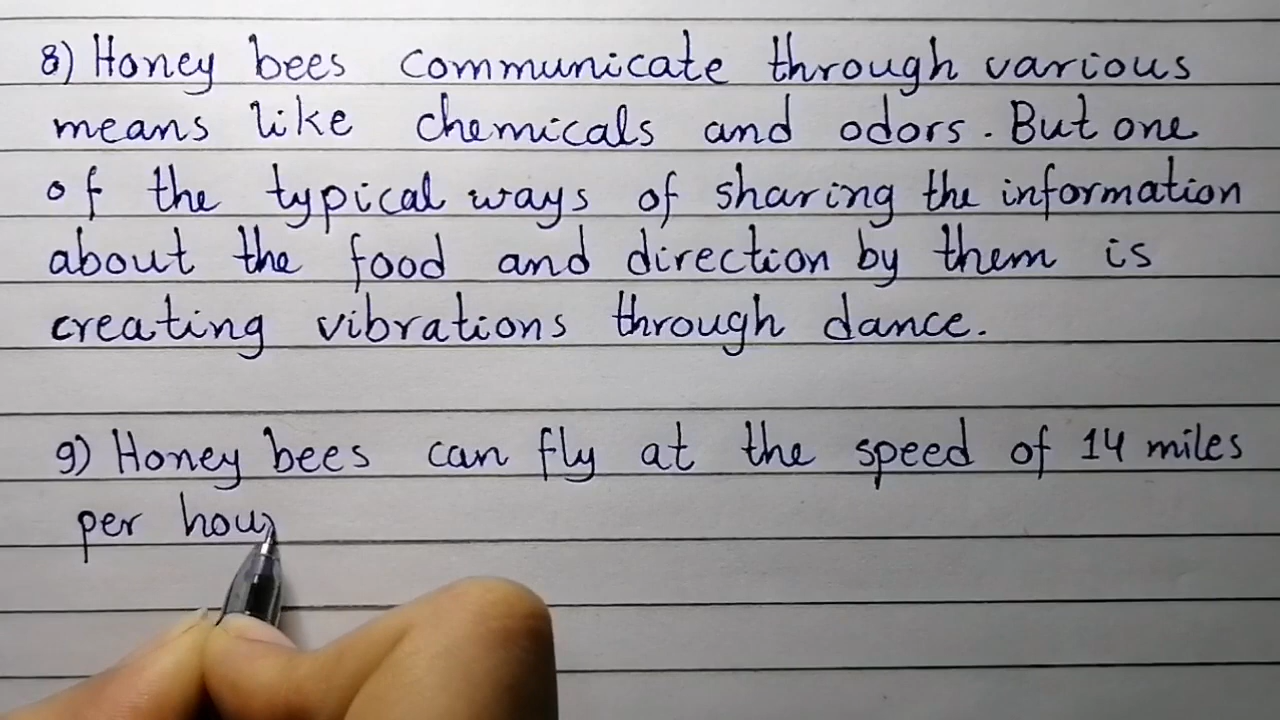 8) Honey bees communicate through various
means like chemicals and odors. But one
of the typical ways of sharing the information
about the food and direction by them is
creating vibrations through dance.
9) Honey bees can fly at the speed of 14 miles
per hour